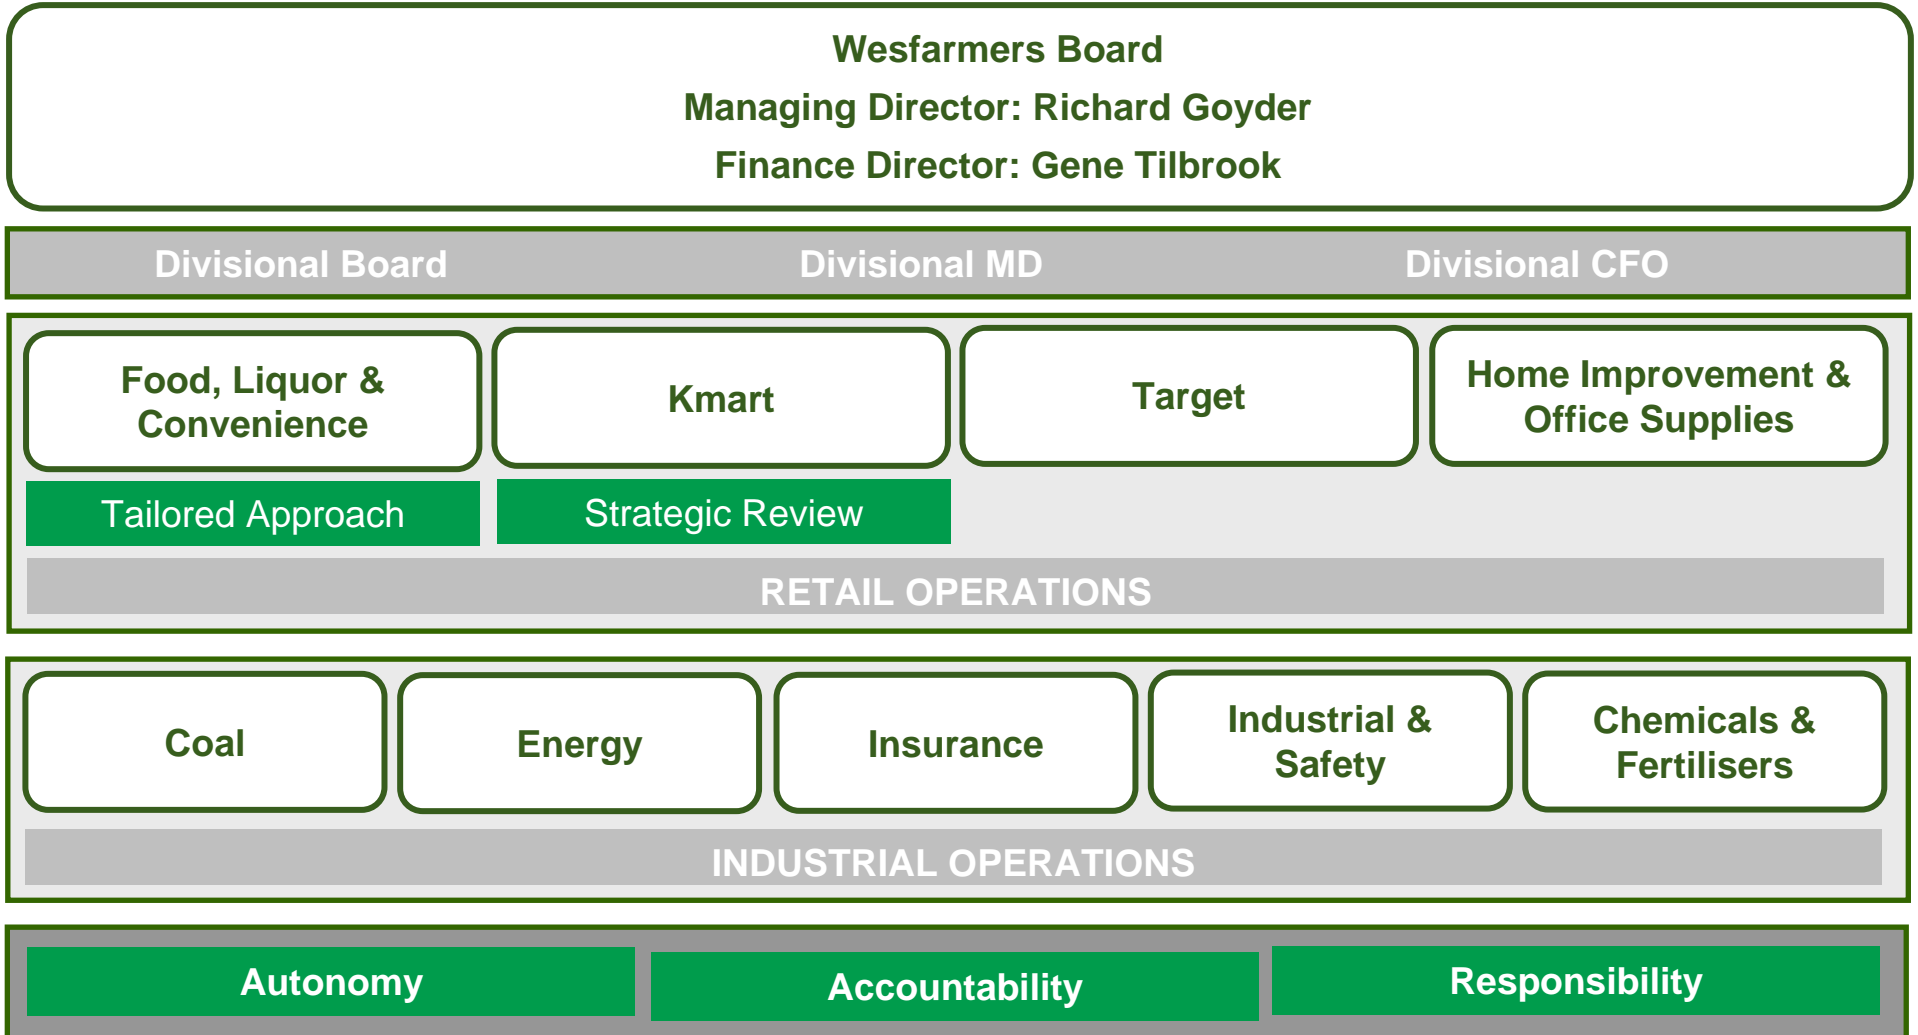 Wesfarmers Board
Managing Director: Richard Goyder
Finance Director: Gene Tilbrook
Divisional Board
Divisional MD
Divisional CFO
Food, Liquor &
Convenience
Kmart
Target
Home Improvement &
Office Supplies
Tailored Approach
Strategic Review
RETAIL OPERATIONS
Coal
Energy
Insurance
Industrial &
Safety
Chemicals &
Fertilisers
INDUSTRIAL OPERATIONS
Autonomy
Accountability
Responsibility